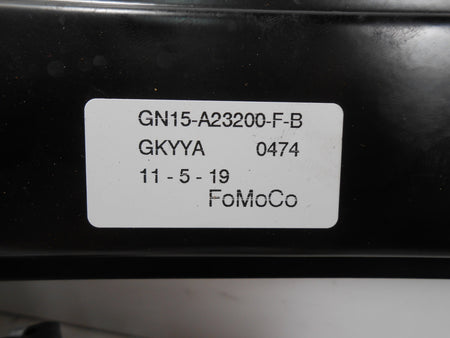 GN15-A23200-F-B
GKYYA 0474
11 - 5 - 19
FoMoCo